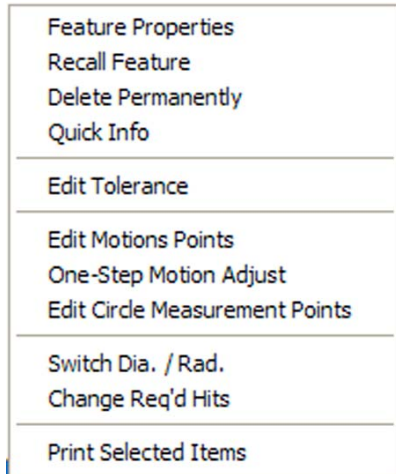 Feature Properties
Recall Feature
Delete Permanently
Quick Info
Edit Tolerance
Edit Motions Points
One-Step Motion Adjust
Edit Circle Measurement Points
Switch Dia. / Rad.
Change Req'd Hits
Print Selected Items